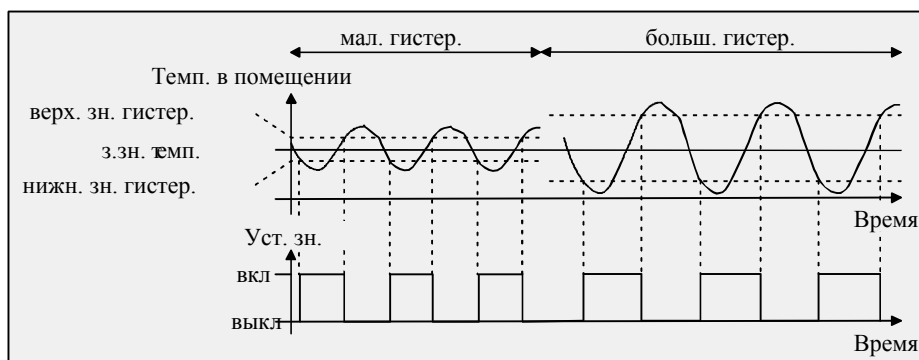 мал. гистер.
больш. гистер.
Темп. в помещении
верх. зн. гистер.
з.зн. темп.
нижн. зн. гистер.
Время
Уст. зн.
вкл
выкл
Время